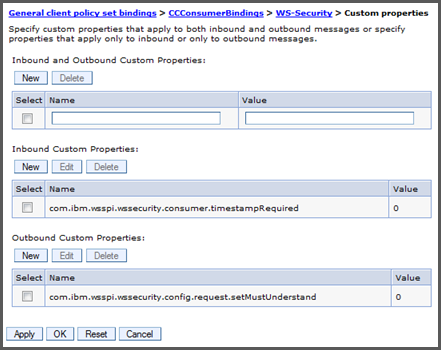 General client policy set bindings > CCConsumerBindings > WS-Security > Custom properties
Specify custom properties that apply to both inbound and outbound messages or specify
properties that apply only to inbound or only to outbound messages.
Inbound and Outbound Custom Properties:
New Delete
Select Name Value
Inbound Custom Properties:
New Edit Delete
Select Name Value
com.ibm.wsspi.wssecurity.consumer.timestampRequired 0
Outbound Custom Properties:
New Edit Delete
Select Name Value
com.ibm.wsspi.wssecurity.config.request.setMustUnderstand 0
Apply OK Reset Cancel